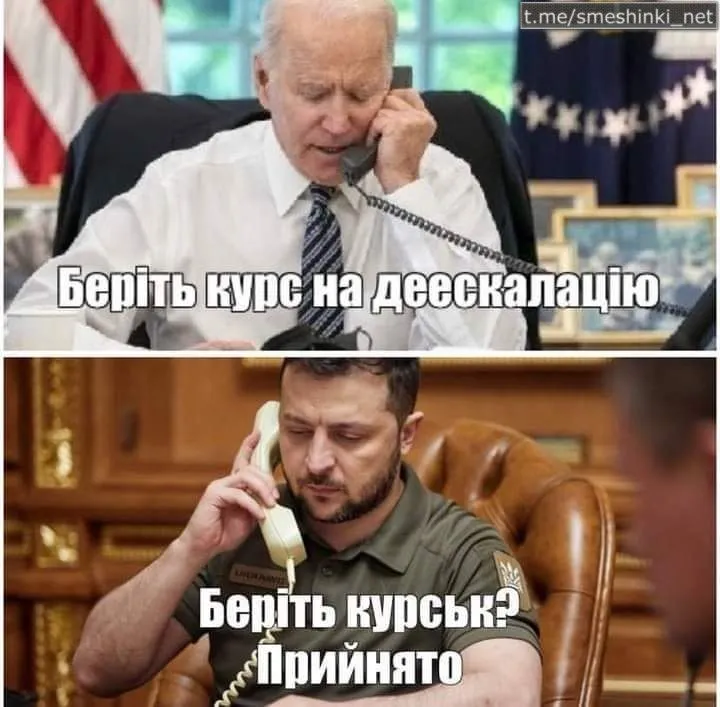 t.me/smeshinki_net
Беріть курс на деескалацію
Беріть курськ?
Прийнято